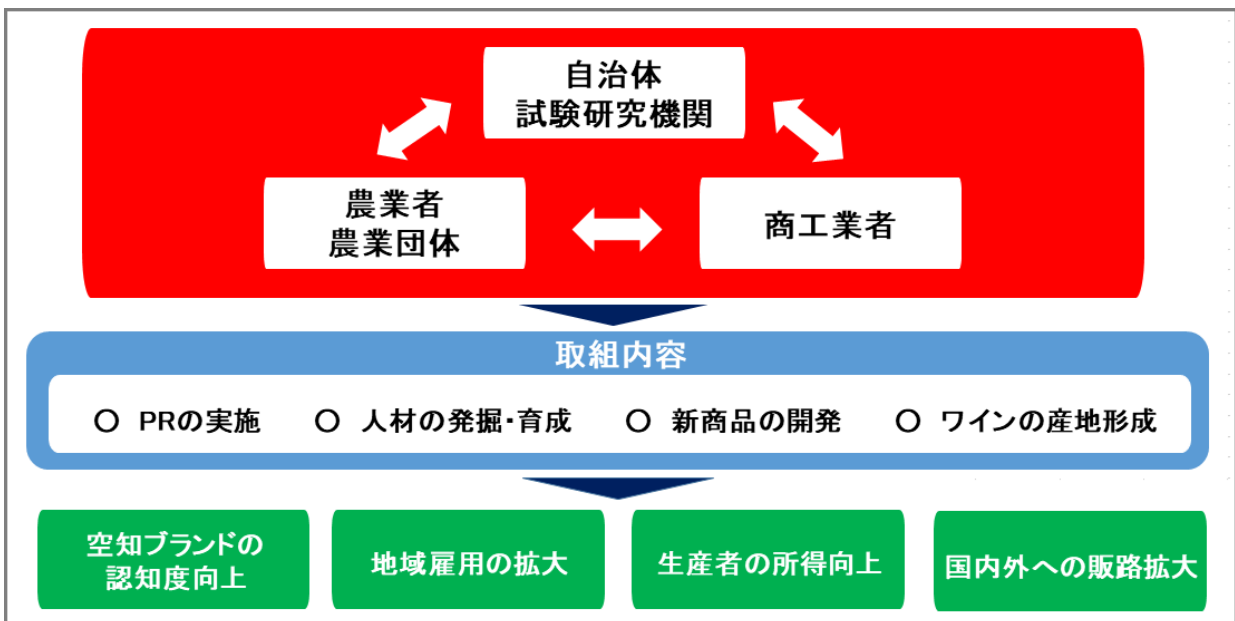 自治体
試験研究機関
農業者
農業団体
商工業者
取組内容
○ PRの実施 ○ 人材の発掘・育成 ○ 新商品の開発 ○ ワインの産地形成
空知ブランドの
認知度向上
地域雇用の拡大
生産者の所得向上
国内外への販路拡大